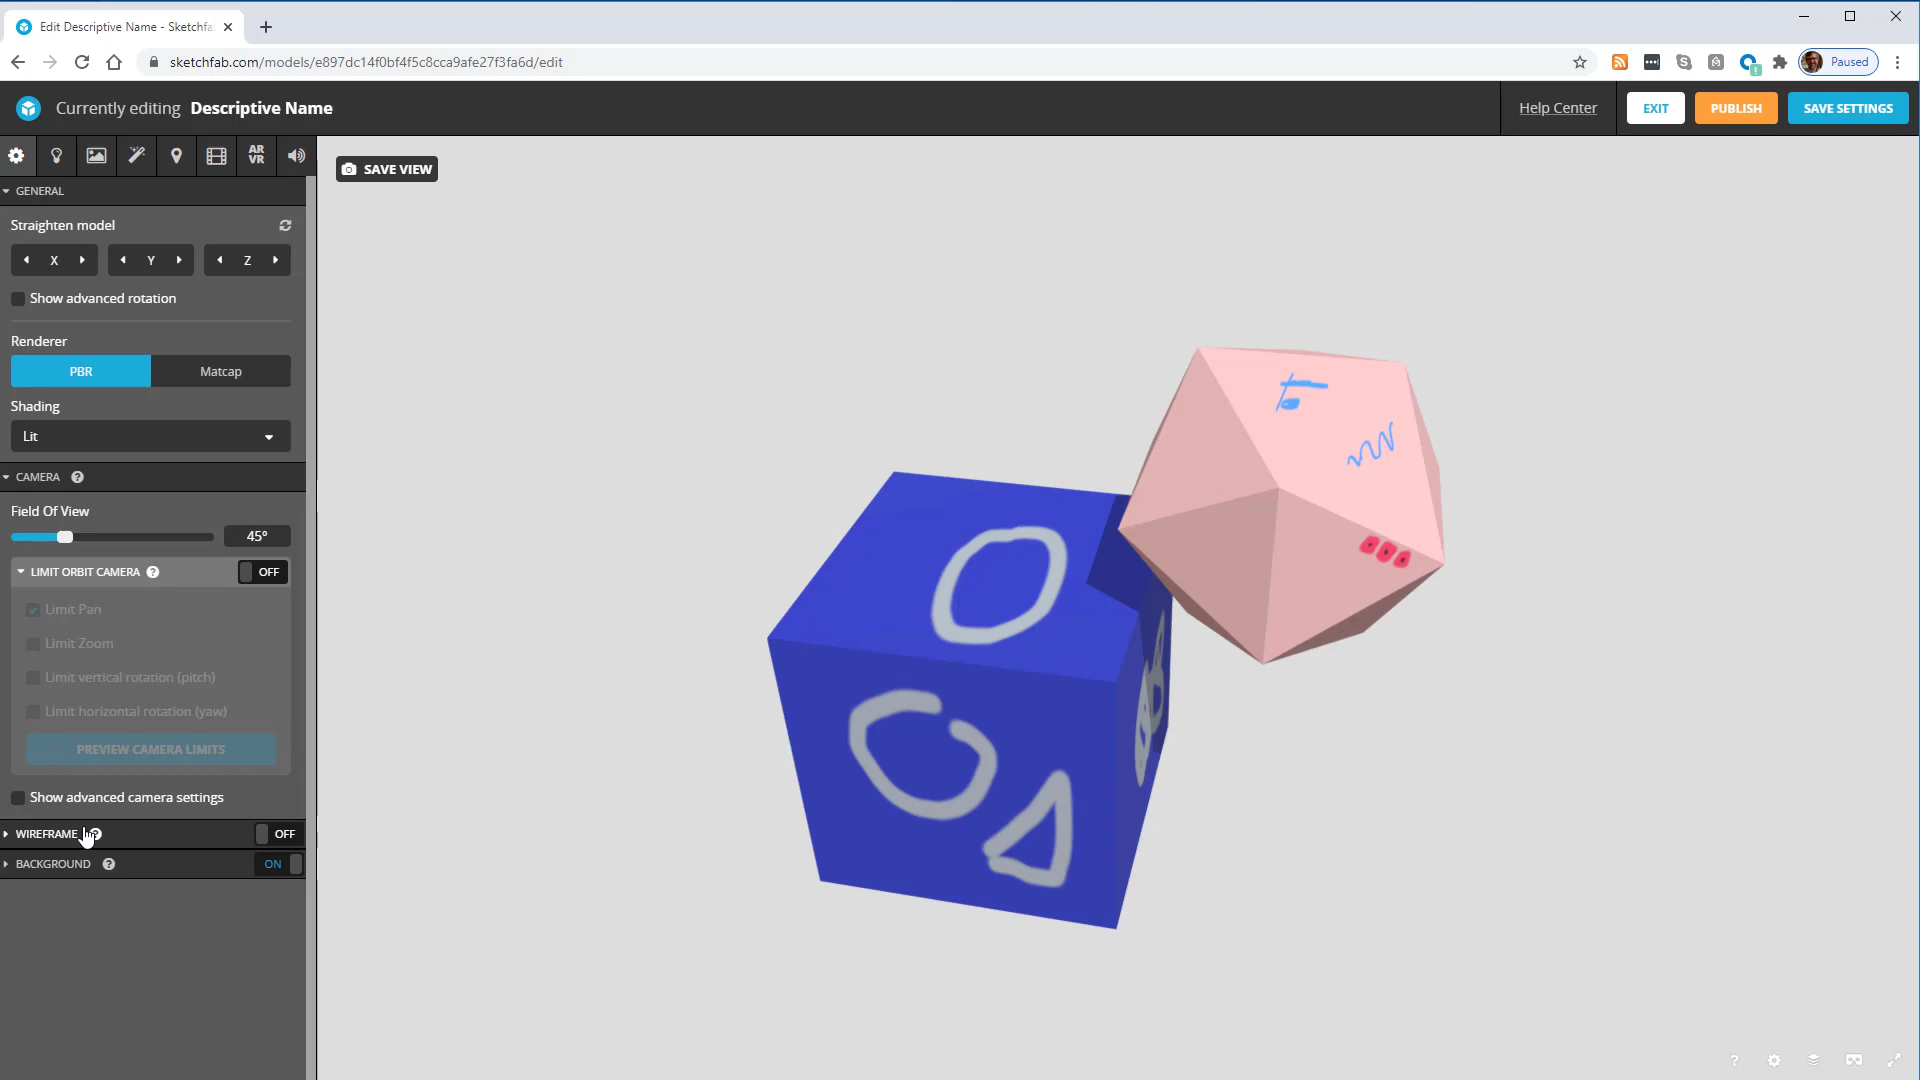 Edit Descriptive Name - Sketchfa
sketchfab.com/models/e897dc14f0bf4f5c8cca9afe27f3fa6d/edit
Paused
Currently editing Descriptive Name
Help Center
EXIT
PUBLISH
SAVE SETTINGS
AR
VR
SAVE VIEW
GENERAL
Straighten model
X
Y
Z
Show advanced rotation
Renderer
PBR
Matcap
Shading
Lit
CAMERA ?
Field Of View
45°
LIMIT ORBIT CAMERA ? OFF
Limit Pan
Limit Zoom
Limit vertical rotation (pitch)
Limit horizontal rotation (yaw)
PREVIEW CAMERA LIMITS
Show advanced camera settings
WIREFRAME ? OFF
BACKGROUND ? ON
?